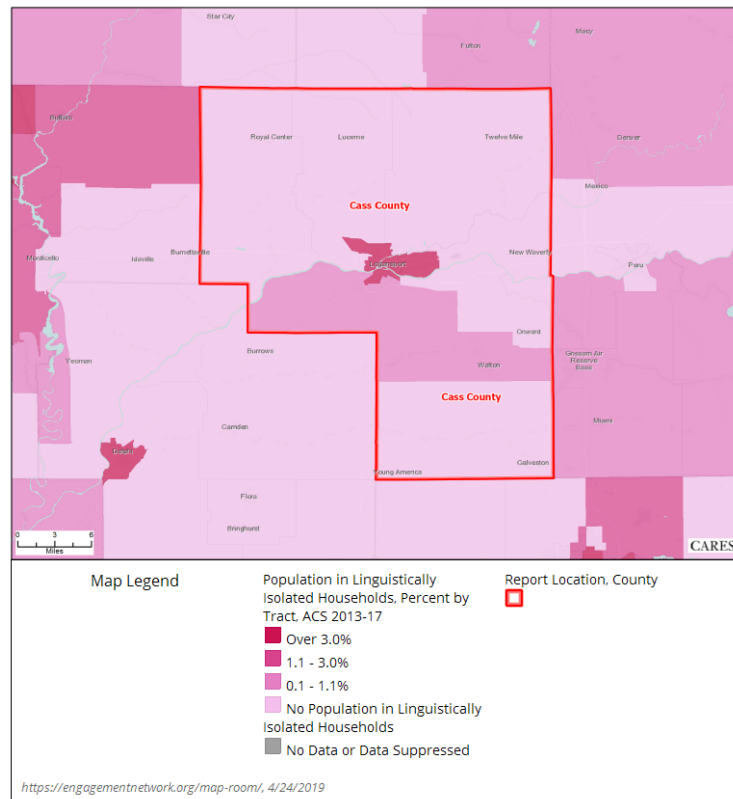 Star City
Macy
Fulton
Buffalo
Royal Center
Lucerne
Twelve Mile
Denver
Mexico
Cass County
Burnettsville
New Waverly
Monticello
Idaville
Logansport
Peru
Onward
Burrows
Yeoman
Walton
Grissom Air
Reserve
Base
Cass County
Camden
Miami
Delphi
Galveston
Young America
Flora
Bringhurst
0 3 6
Miles
CARES
Map Legend
Population in Linguistically
Isolated Households, Percent by
Tract, ACS 2013-17
Over 3.0%
1.1 - 3.0%
0.1 - 1.1%
No Population in Linguistically
Isolated Households
No Data or Data Suppressed
Report Location, County
https://engagementnetwork.org/map-room/, 4/24/2019